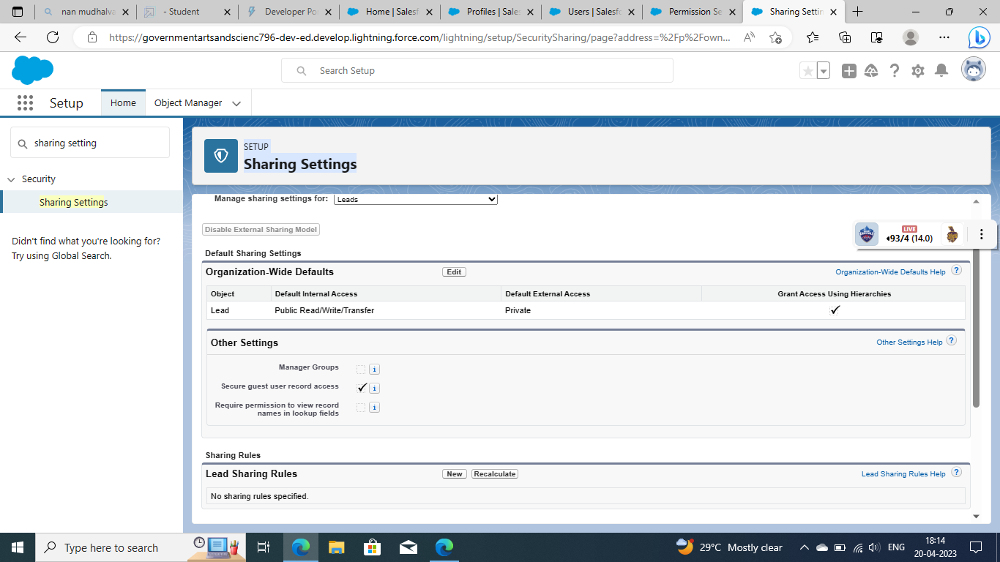 nan mudhalva
- Student
Developer Po
Home | Salesf
Profiles | Sales
Users | Salesfo
Permission Se
Sharing Settin
https://governmentartsandscienc796-dev-ed.develop.lightning.force.com/lightning/setup/SecuritySharing/page?address=%2Fp%2Fown...
Search Setup
Setup
Home
Object Manager
sharing setting
Security
Sharing Settings
Didn't find what you're looking for?
Try using Global Search.
SETUP
Sharing Settings
Manage sharing settings for: Leads
Disable External Sharing Model
LIVE
93/4 (14.0)
Default Sharing Settings
Organization-Wide Defaults Edit Organization-Wide Defaults Help ?
Object Default Internal Access Default External Access Grant Access Using Hierarchies
Lead Public Read/Write/Transfer Private
Other Settings Other Settings Help ?
Manager Groups i
Secure guest user record access i
Require permission to view record
names in lookup fields i
Sharing Rules
Lead Sharing Rules New Recalculate Lead Sharing Rules Help ?
No sharing rules specified.
Type here to search
29°C Mostly clear
ENG
18:14
20-04-2023